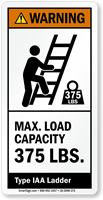 WARNING
375
LBS
MAX. LOAD
CAPACITY
375 LBS.
Type IAA Ladder